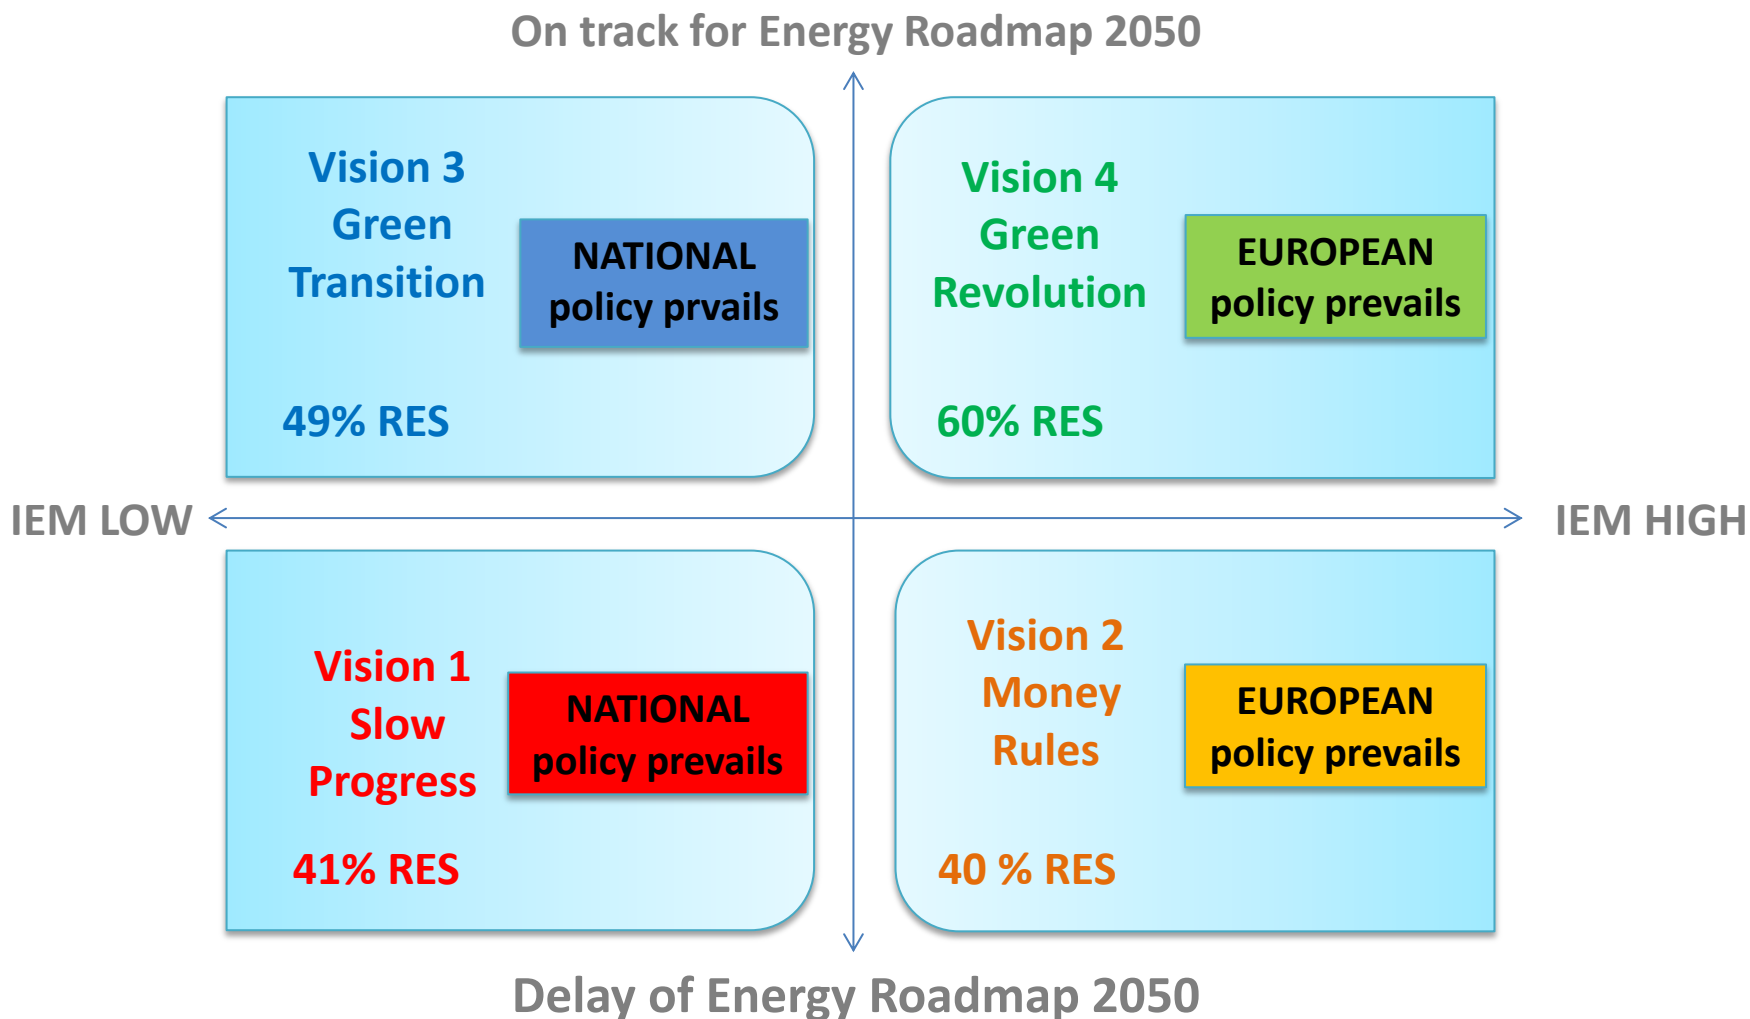 On track for Energy Roadmap 2050
Vision 3
Green
Transition
NATIONAL
policy prvails
49% RES
Vision 4
Green
Revolution
EUROPEAN
policy prevails
60% RES
IEM LOW
IEM HIGH
Vision 1
Slow
Progress
NATIONAL
policy prevails
41% RES
Vision 2
Money
Rules
EUROPEAN
policy prevails
40 % RES
Delay of Energy Roadmap 2050